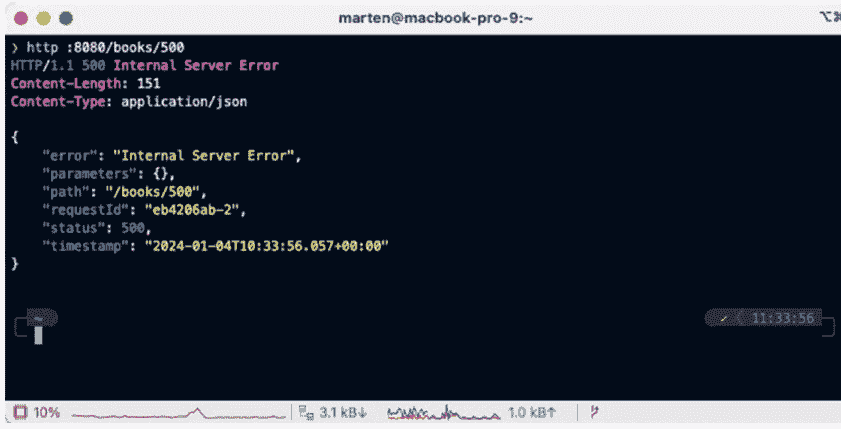 marten@macbook-pro-9:~
❯ http :8080/books/500
HTTP/1.1 500 Internal Server Error
Content-Length: 151
Content-Type: application/json
{
    "error": "Internal Server Error",
    "parameters": {},
    "path": "/books/500",
    "requestId": "eb4206ab-2",
    "status": 500,
    "timestamp": "2024-01-04T10:33:56.057+00:00"
}
~ ✓ 11:33:56
10% 3.1 kB↓ 1.0 kB↑